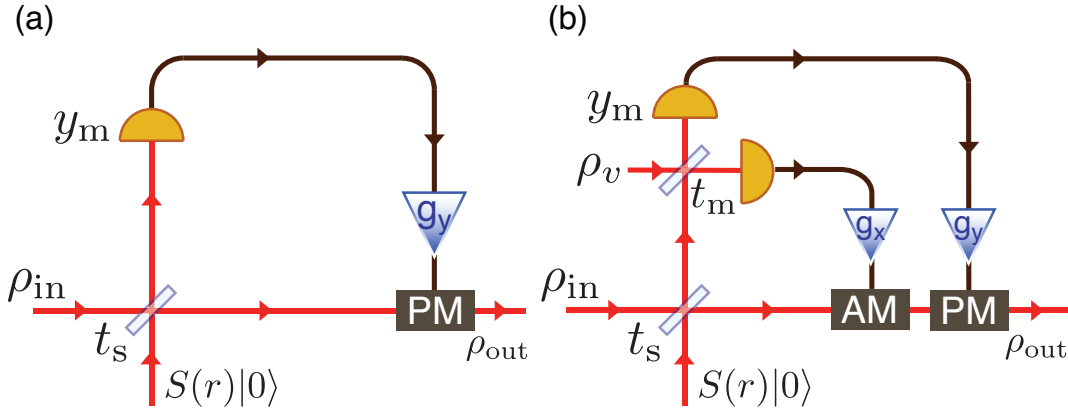 (a)
y_m
g_y
ρ_in
PM
t_s
ρ_out
S(r)|0⟩
(b)
y_m
ρ_v
t_m
g_x
g_y
ρ_in
AM
PM
t_s
ρ_out
S(r)|0⟩